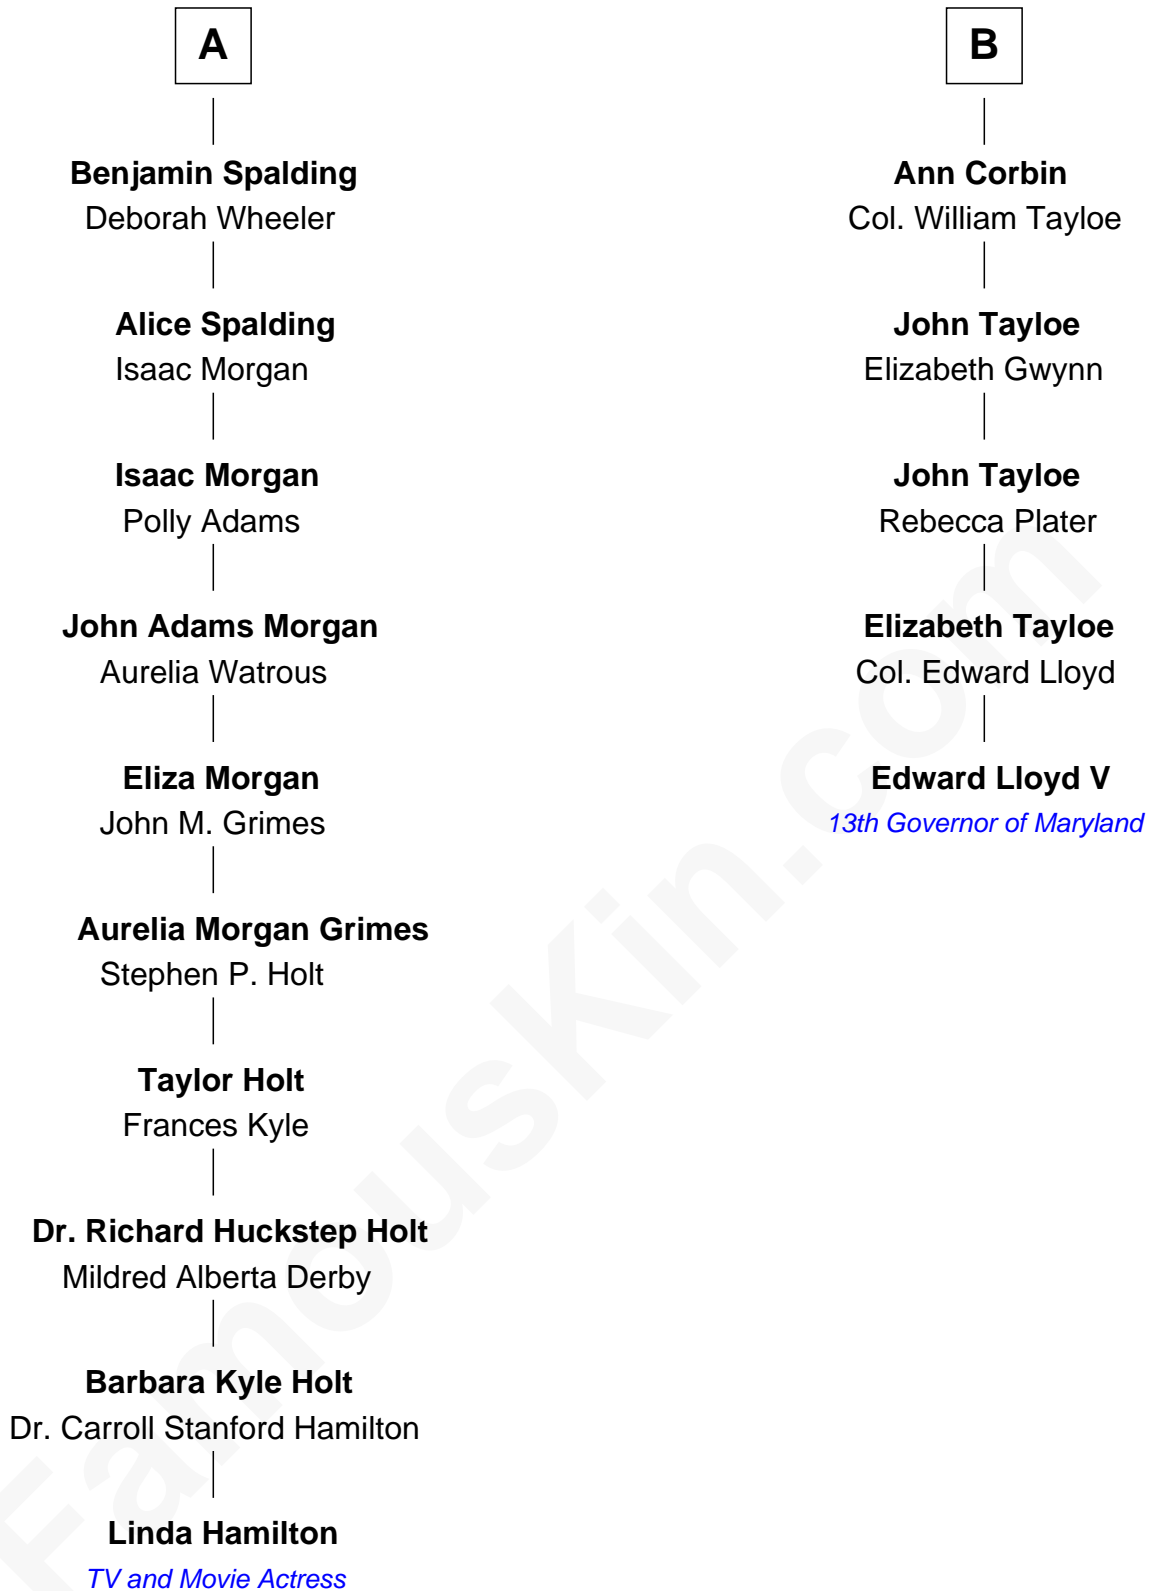 A
Benjamin Spalding
Deborah Wheeler
Alice Spalding
Isaac Morgan
Isaac Morgan
Polly Adams
John Adams Morgan
Aurelia Watrous
Eliza Morgan
John M. Grimes
Aurelia Morgan Grimes
Stephen P. Holt
Taylor Holt
Frances Kyle
Dr. Richard Huckstep Holt
Mildred Alberta Derby
Barbara Kyle Holt
Dr. Carroll Stanford Hamilton
Linda Hamilton
TV and Movie Actress
B
Ann Corbin
Col. William Tayloe
John Tayloe
Elizabeth Gwynn
John Tayloe
Rebecca Plater
Elizabeth Tayloe
Col. Edward Lloyd
Edward Lloyd V
13th Governor of Maryland
FamousKin.com